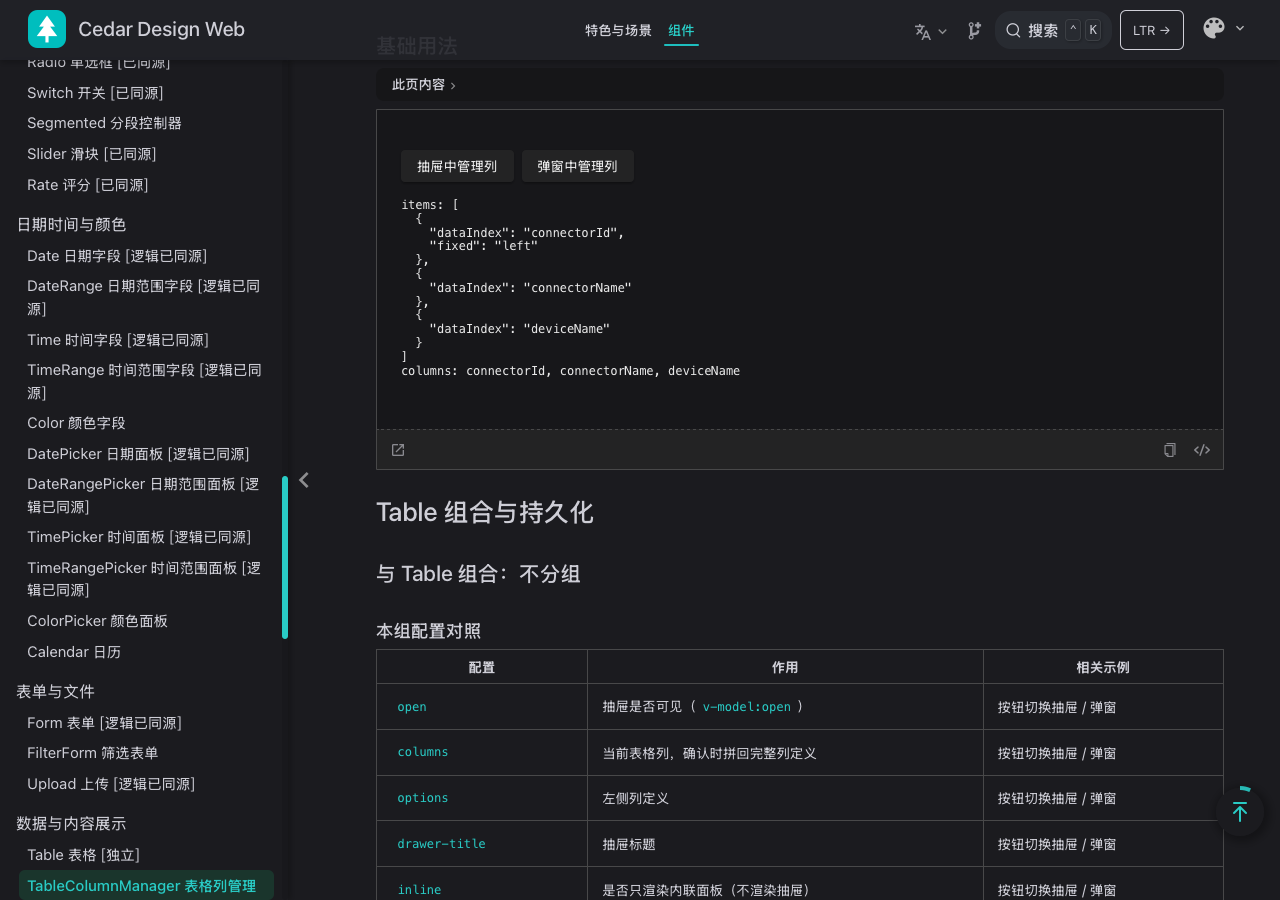 Cedar Design Web
特色与场景
组件
搜索
^
K
LTR →
Radio 单选框 [已同源]
Switch 开关 [已同源]
Segmented 分段控制器
Slider 滑块 [已同源]
Rate 评分 [已同源]
日期时间与颜色
Date 日期字段 [逻辑已同源]
DateRange 日期范围字段 [逻辑已同
源]
Time 时间字段 [逻辑已同源]
TimeRange 时间范围字段 [逻辑已同
源]
Color 颜色字段
DatePicker 日期面板 [逻辑已同源]
DateRangePicker 日期范围面板 [逻
辑已同源]
TimePicker 时间面板 [逻辑已同源]
TimeRangePicker 时间范围面板 [逻
辑已同源]
ColorPicker 颜色面板
Calendar 日历
表单与文件
Form 表单 [逻辑已同源]
FilterForm 筛选表单
Upload 上传 [逻辑已同源]
数据与内容展示
Table 表格 [独立]
TableColumnManager 表格列管理
基础用法
此页内容 ›
抽屉中管理列
弹窗中管理列
items: [
  {
    "dataIndex": "connectorId",
    "fixed": "left"
  },
  {
    "dataIndex": "connectorName"
  },
  {
    "dataIndex": "deviceName"
  }
]
columns: connectorId, connectorName, deviceName
Table 组合与持久化
与 Table 组合：不分组
本组配置对照
配置 作用 相关示例
open 抽屉是否可见（ v-model:open ） 按钮切换抽屉 / 弹窗
columns 当前表格列，确认时拼回完整列定义 按钮切换抽屉 / 弹窗
options 左侧列定义 按钮切换抽屉 / 弹窗
drawer-title 抽屉标题 按钮切换抽屉 / 弹窗
inline 是否只渲染内联面板（不渲染抽屉） 按钮切换抽屉 / 弹窗